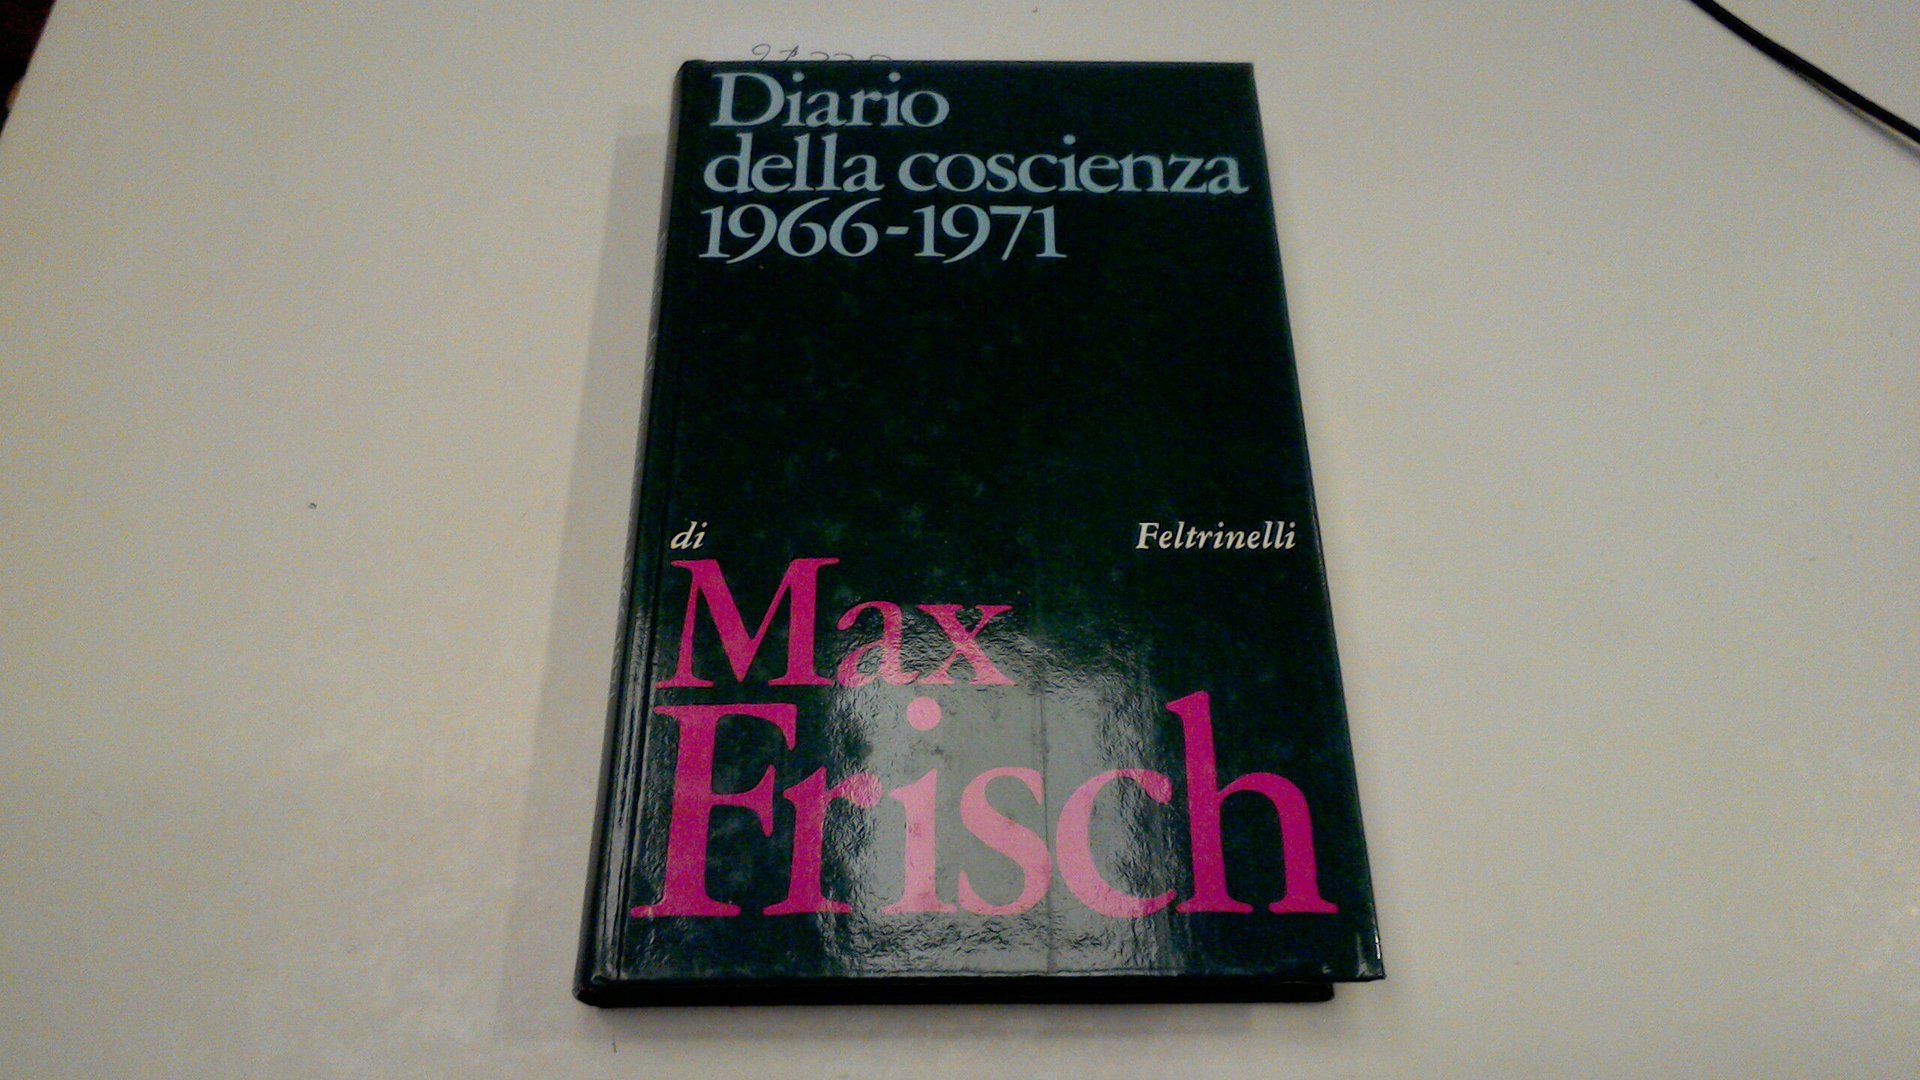 Diario
della coscienza
1966-1971
di
Feltrinelli
Max
Frisch